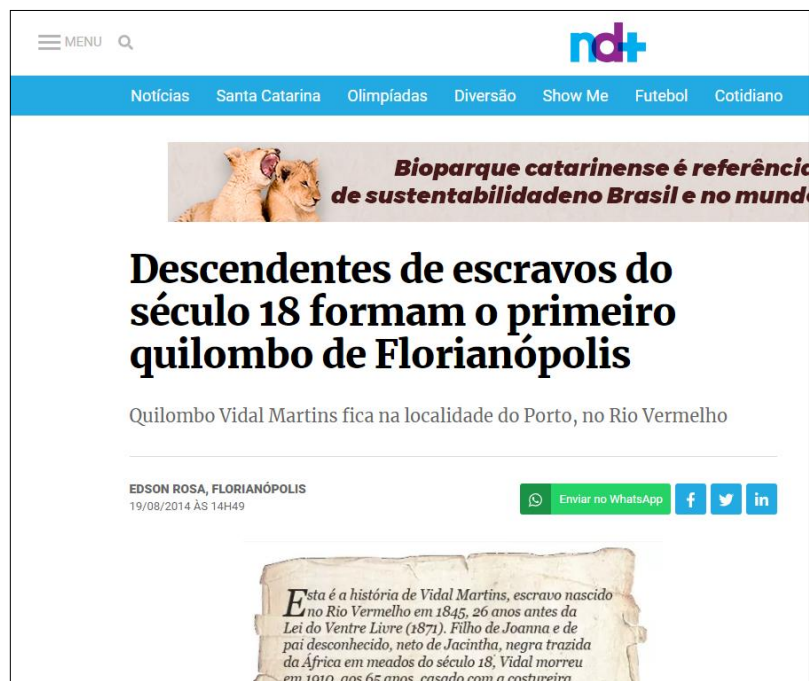 MENU
nd+
Notícias Santa Catarina Olimpíadas Diversão Show Me Futebol Cotidiano
Bioparque catarinense é referência
de sustentabilidadeno Brasil e no mundo
Descendentes de escravos do
século 18 formam o primeiro
quilombo de Florianópolis
Quilombo Vidal Martins fica na localidade do Porto, no Rio Vermelho
EDSON ROSA, FLORIANÓPOLIS
19/08/2014 ÀS 14H49
Enviar no WhatsApp
f
in
Esta é a história de Vidal Martins, escravo nascido
no Rio Vermelho em 1845, 26 anos antes da
Lei do Ventre Livre (1871). Filho de Joanna e de
pai desconhecido, neto de Jacintha, negra trazida
da África em meados do século 18, Vidal morreu
em 1910, aos 65 anos, casado com a costureira